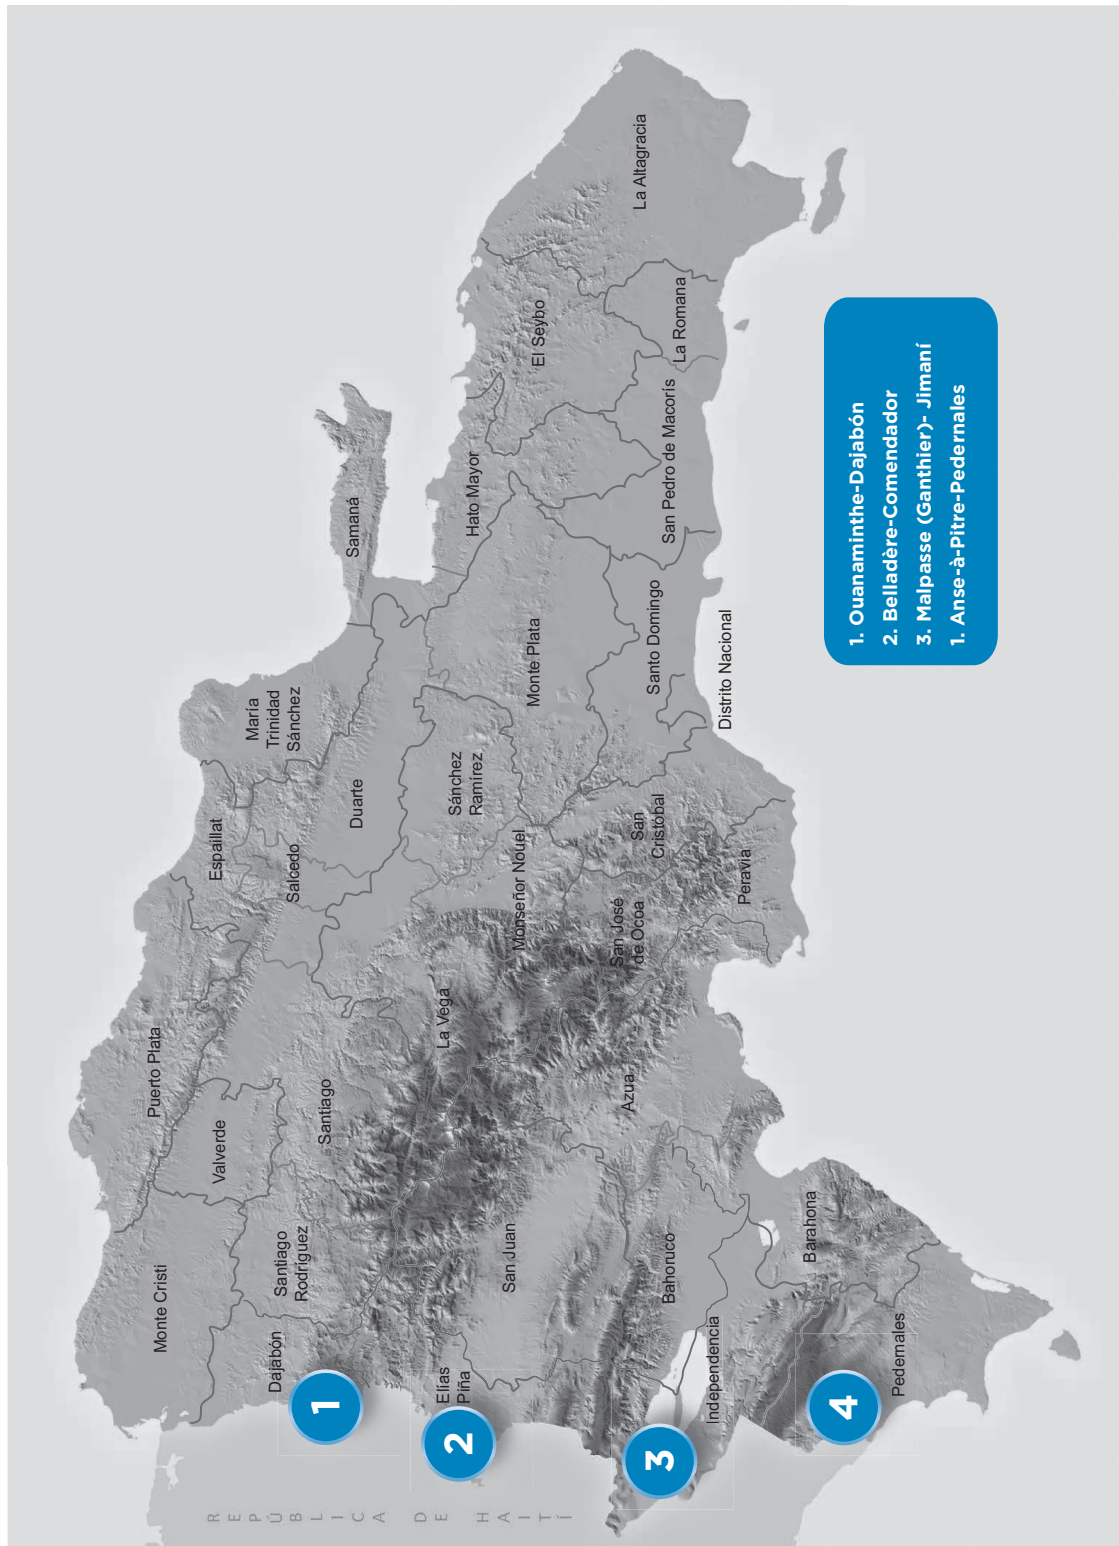 REPÚBLICA DE HAITÍ
Monte Cristi
Puerto Plata
Valverde
Espaillat
María
Trinidad
Sánchez
Dajabón
Santiago
Rodríguez
Santiago
Salcedo
Duarte
Samaná
Elías
Piña
San Juan
La Vega
Monseñor Nouel
Sánchez
Ramírez
Monte Plata
Hato Mayor
El Seybo
La Altagracia
Bahoruco
Azua
San José
de Ocoa
San
Cristóbal
Santo Domingo
San Pedro de Macorís
La Romana
Independencia
Barahona
Peravia
Distrito Nacional
Pedernales
1
2
3
4
1. Ouanaminthe-Dajabón
2. Belladère-Comendador
3. Malpasse (Ganthier)- Jimaní
1. Anse-à-Pitre-Pedernales